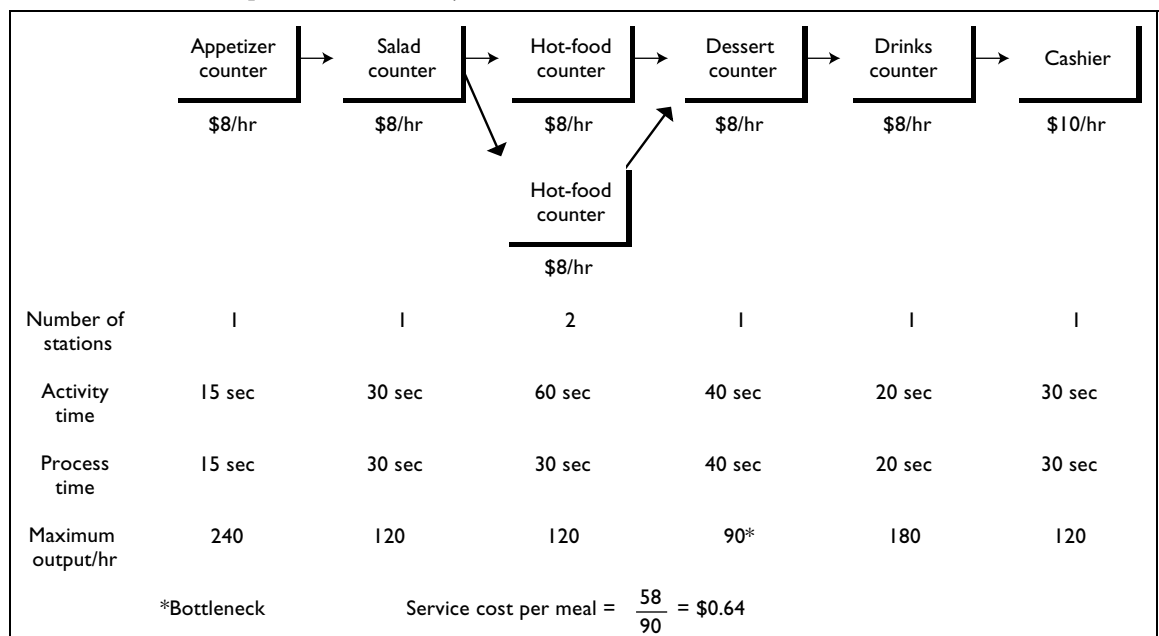 Appetizer counter
Salad counter
Hot-food counter
Dessert counter
Drinks counter
Cashier
$8/hr $8/hr $8/hr $8/hr $8/hr $10/hr
Hot-food counter
$8/hr
Number of stations 1 1 2 1 1 1
Activity time 15 sec 30 sec 60 sec 40 sec 20 sec 30 sec
Process time 15 sec 30 sec 30 sec 40 sec 20 sec 30 sec
Maximum output/hr 240 120 120 90* 180 120
*Bottleneck Service cost per meal = 58/90 = $0.64